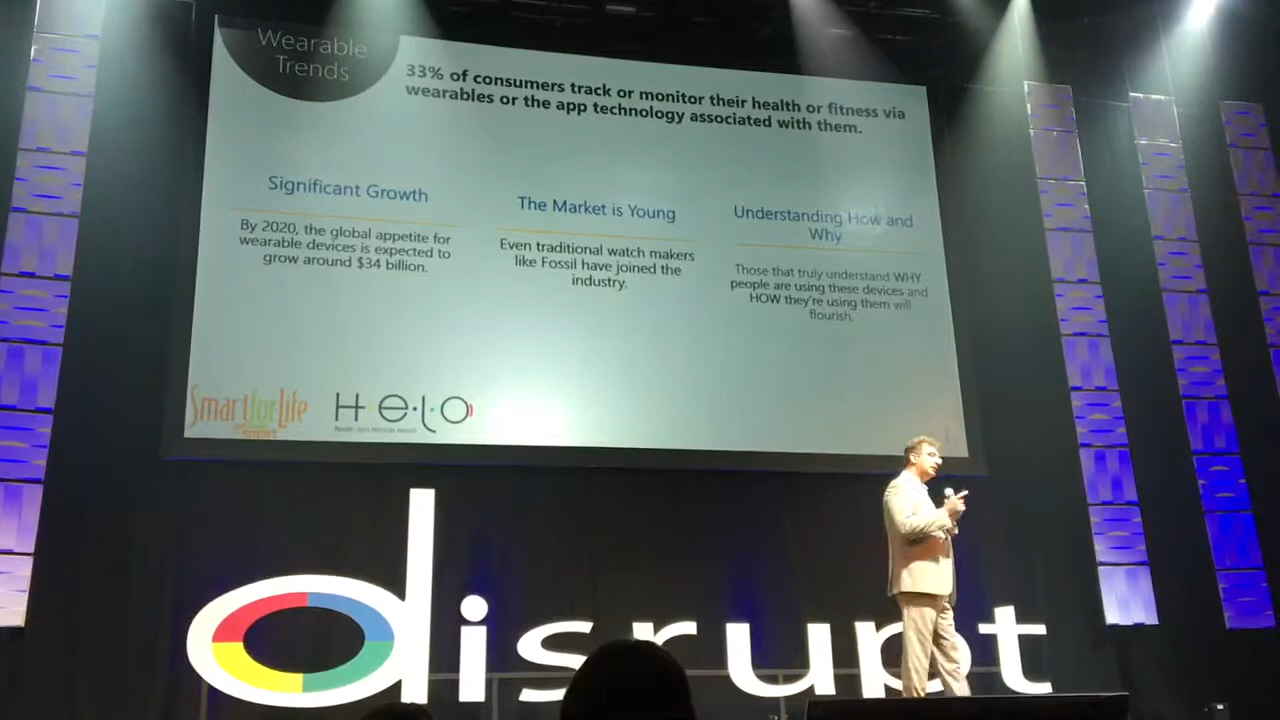 Wearable
Trends
33% of consumers track or monitor their health or fitness via
wearables or the app technology associated with them.
Significant Growth
By 2020, the global appetite for
wearable devices is expected to
grow around $34 billion.
The Market is Young
Even traditional watch makers
like Fossil have joined the
industry.
Understanding How and
Why
Those that truly understand WHY
people are using these devices and
HOW they're using them will
flourish.
SmartforLife
H·e·l·o
disrupt